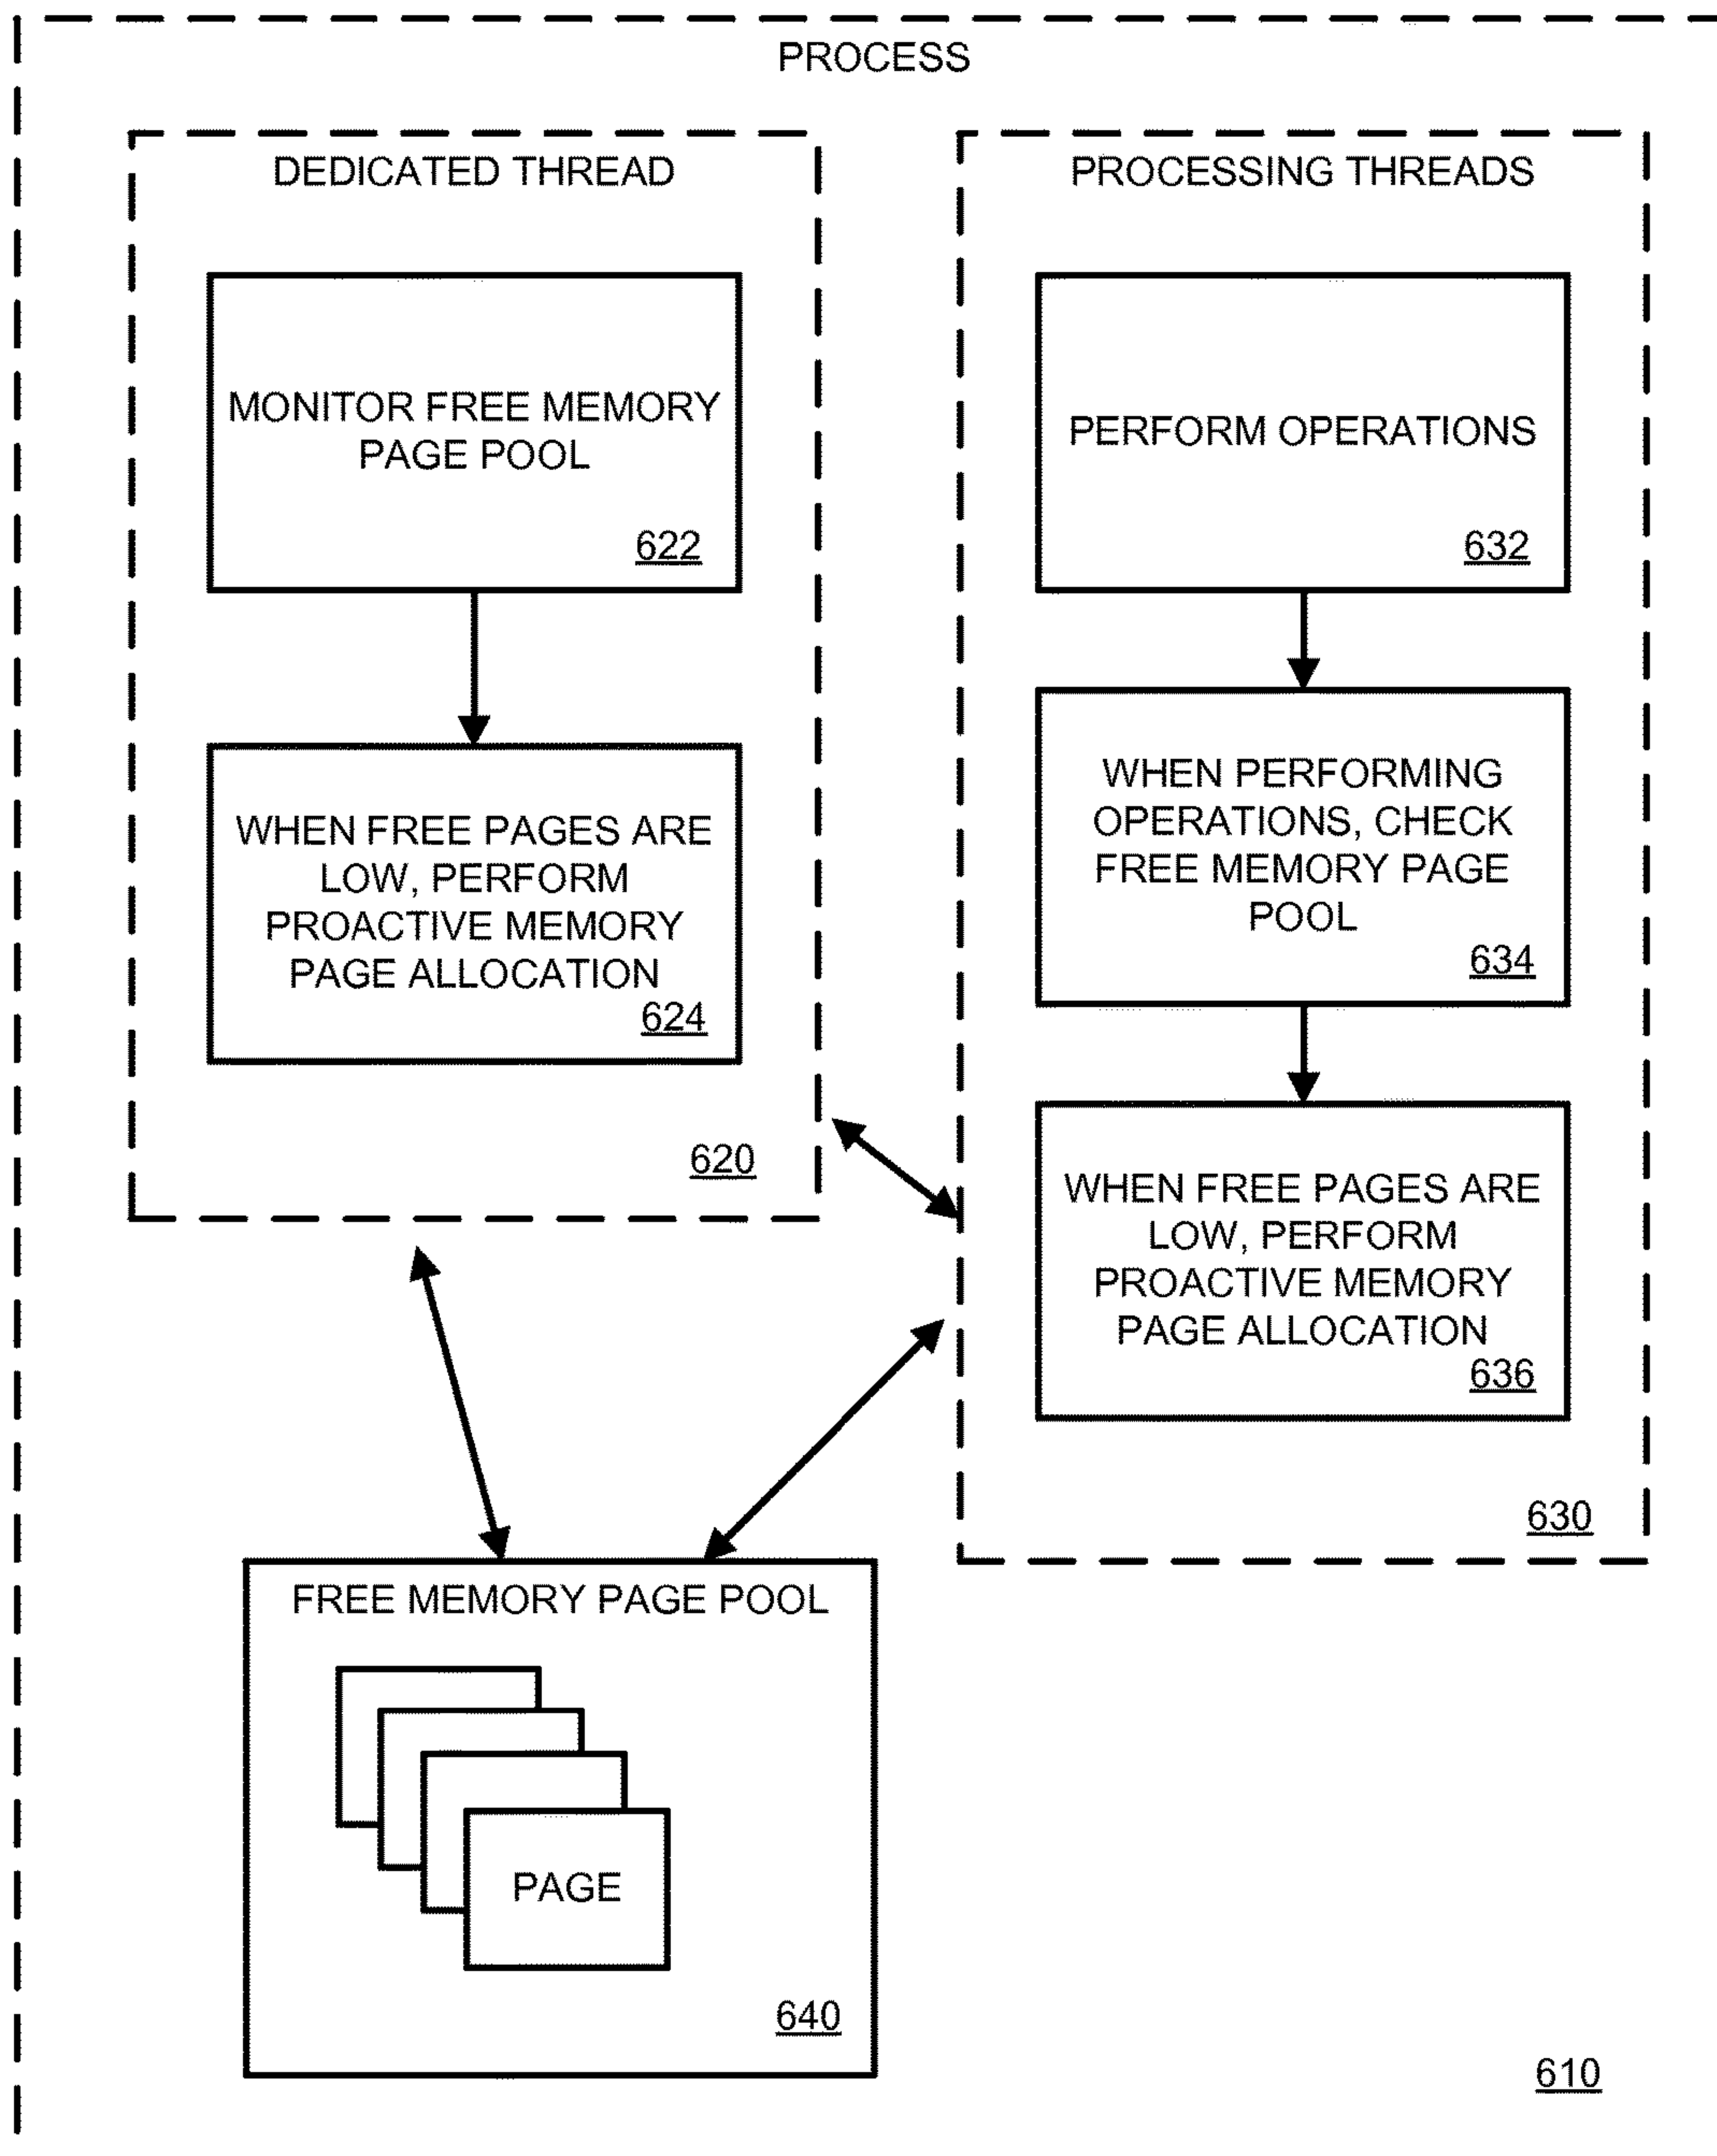 PROCESS
DEDICATED THREAD
MONITOR FREE MEMORY
PAGE POOL
622
WHEN FREE PAGES ARE
LOW, PERFORM
PROACTIVE MEMORY
PAGE ALLOCATION
624
620
PROCESSING THREADS
PERFORM OPERATIONS
632
WHEN PERFORMING
OPERATIONS, CHECK
FREE MEMORY PAGE
POOL
634
WHEN FREE PAGES ARE
LOW, PERFORM
PROACTIVE MEMORY
PAGE ALLOCATION
636
630
FREE MEMORY PAGE POOL
PAGE
640
610